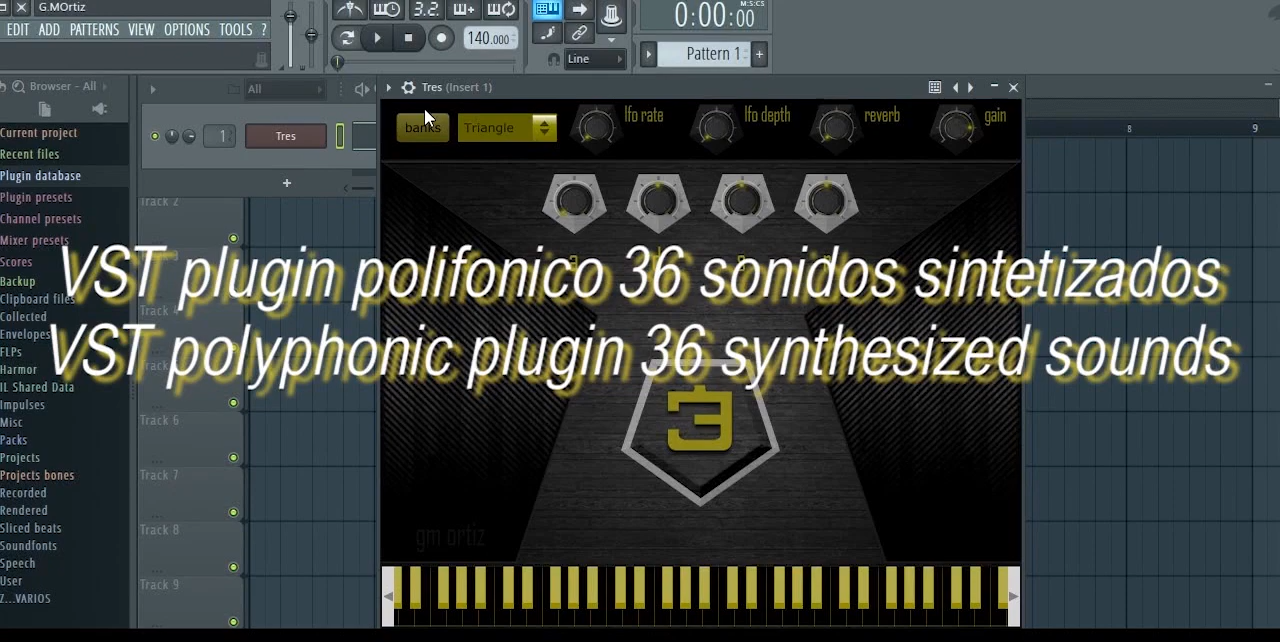 G.MOrtiz
EDIT ADD PATTERNS VIEW OPTIONS TOOLS ?
3.2.
140.000
Line
0:00:00
M:S:CS
Pattern 1
Browser - All
All
Tres (Insert 1)
Current project
Recent files
Plugin database
Plugin presets
Channel presets
Mixer presets
Scores
Backup
Clipboard files
Collected
Envelopes
FLPs
Harmor
IL Shared Data
Impulses
Misc
Packs
Projects
Projects bones
Recorded
Rendered
Sliced beats
Soundfonts
Speech
User
Z...VARIOS
1
Tres
Track 2
Track 4
Track 6
Track 7
Track 8
Track 9
banks
Triangle
lfo rate
lfo depth
reverb
gain
8
9
VST plugin polifonico 36 sonidos sintetizados
VST polyphonic plugin 36 synthesized sounds
3
gm ortiz